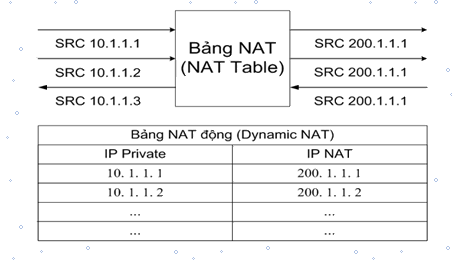 SRC 10.1.1.1
SRC 10.1.1.2
SRC 10.1.1.3
Bảng NAT
(NAT Table)
SRC 200.1.1.1
SRC 200.1.1.1
SRC 200.1.1.1
Bảng NAT động (Dynamic NAT)
IP Private IP NAT
10. 1. 1. 1 200. 1. 1. 1
10. 1. 1. 2 200. 1. 1. 2
... ...
... ...